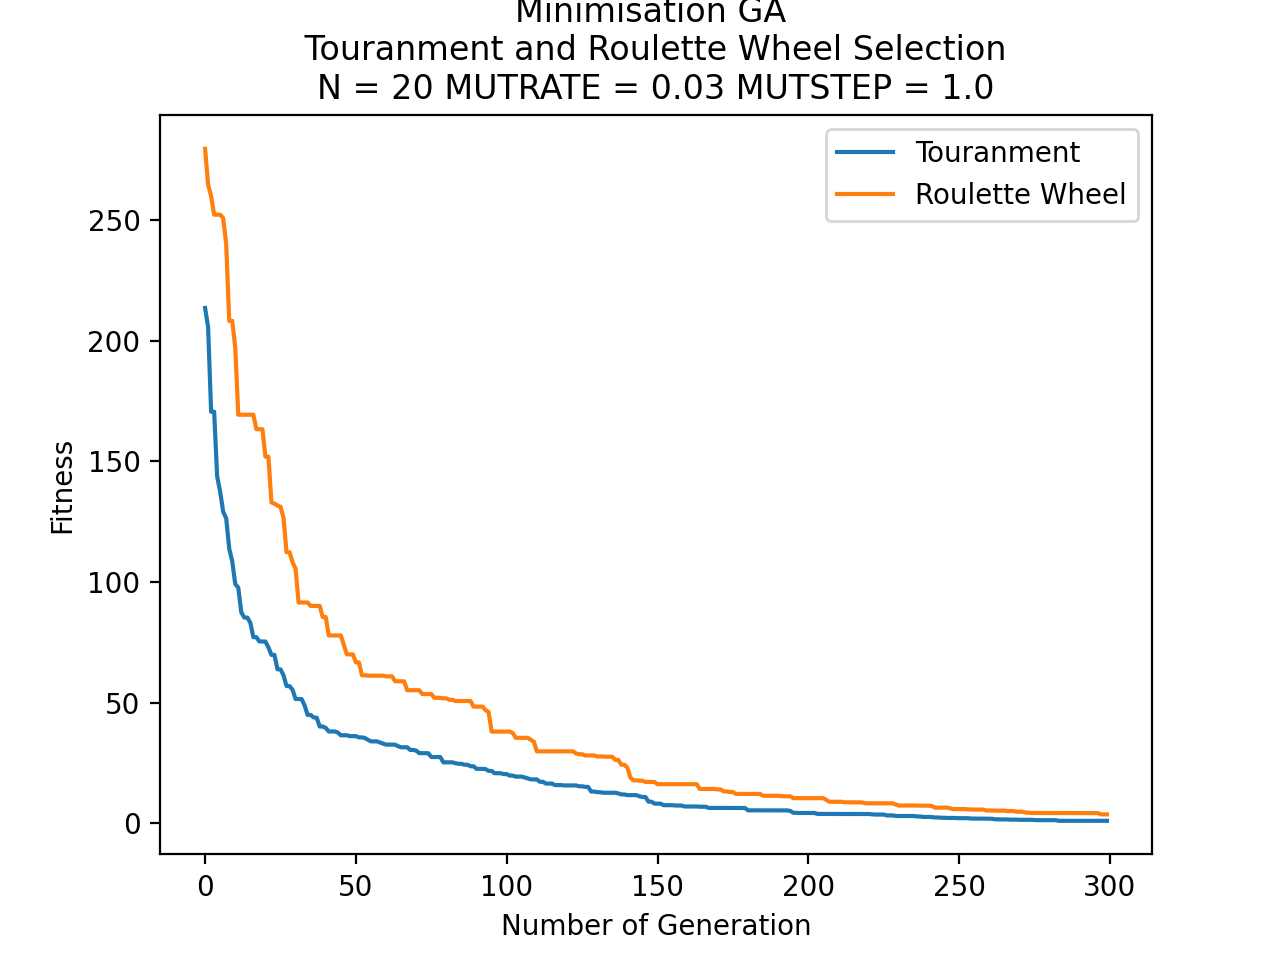 Minimisation GA
Touranment and Roulette Wheel Selection
N = 20 MUTRATE = 0.03 MUTSTEP = 1.0
Touranment
Roulette Wheel
250
200
150
100
50
0
Fitness
0 50 100 150 200 250 300
Number of Generation